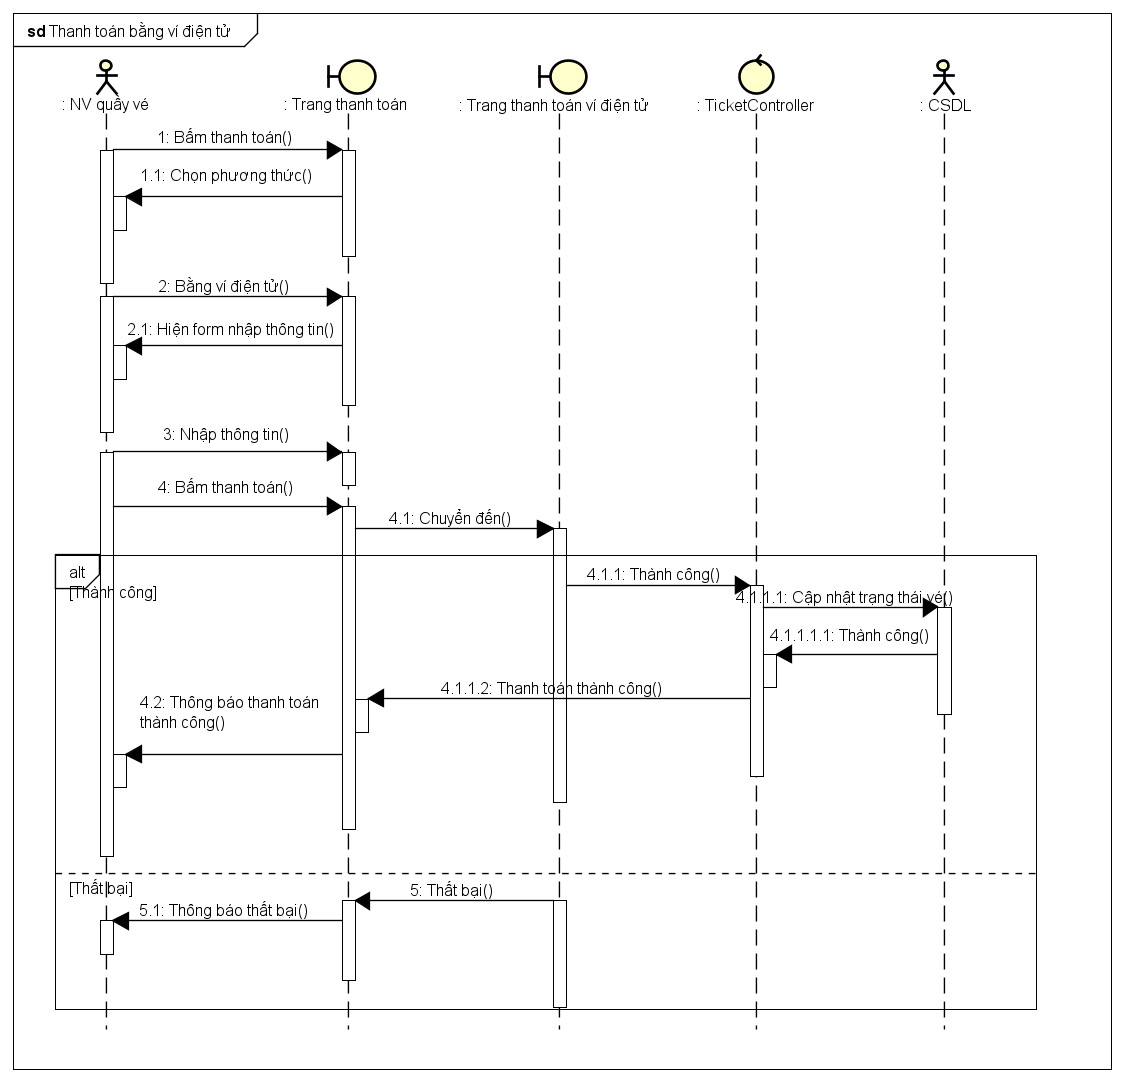 sd Thanh toán bằng ví điện tử
: NV quầy vé
: Trang thanh toán
: Trang thanh toán ví điện tử
: TicketController
: CSDL
1: Bấm thanh toán()
1.1: Chọn phương thức()
2: Bằng ví điện tử()
2.1: Hiện form nhập thông tin()
3: Nhập thông tin()
4: Bấm thanh toán()
4.1: Chuyển đến()
alt
[Thành công]
4.1.1: Thành công()
4.1.1.1: Cập nhật trạng thái vé()
4.1.1.1.1: Thành công()
4.1.1.2: Thanh toán thành công()
4.2: Thông báo thanh toán
thành công()
[Thất bại]
5: Thất bại()
5.1: Thông báo thất bại()